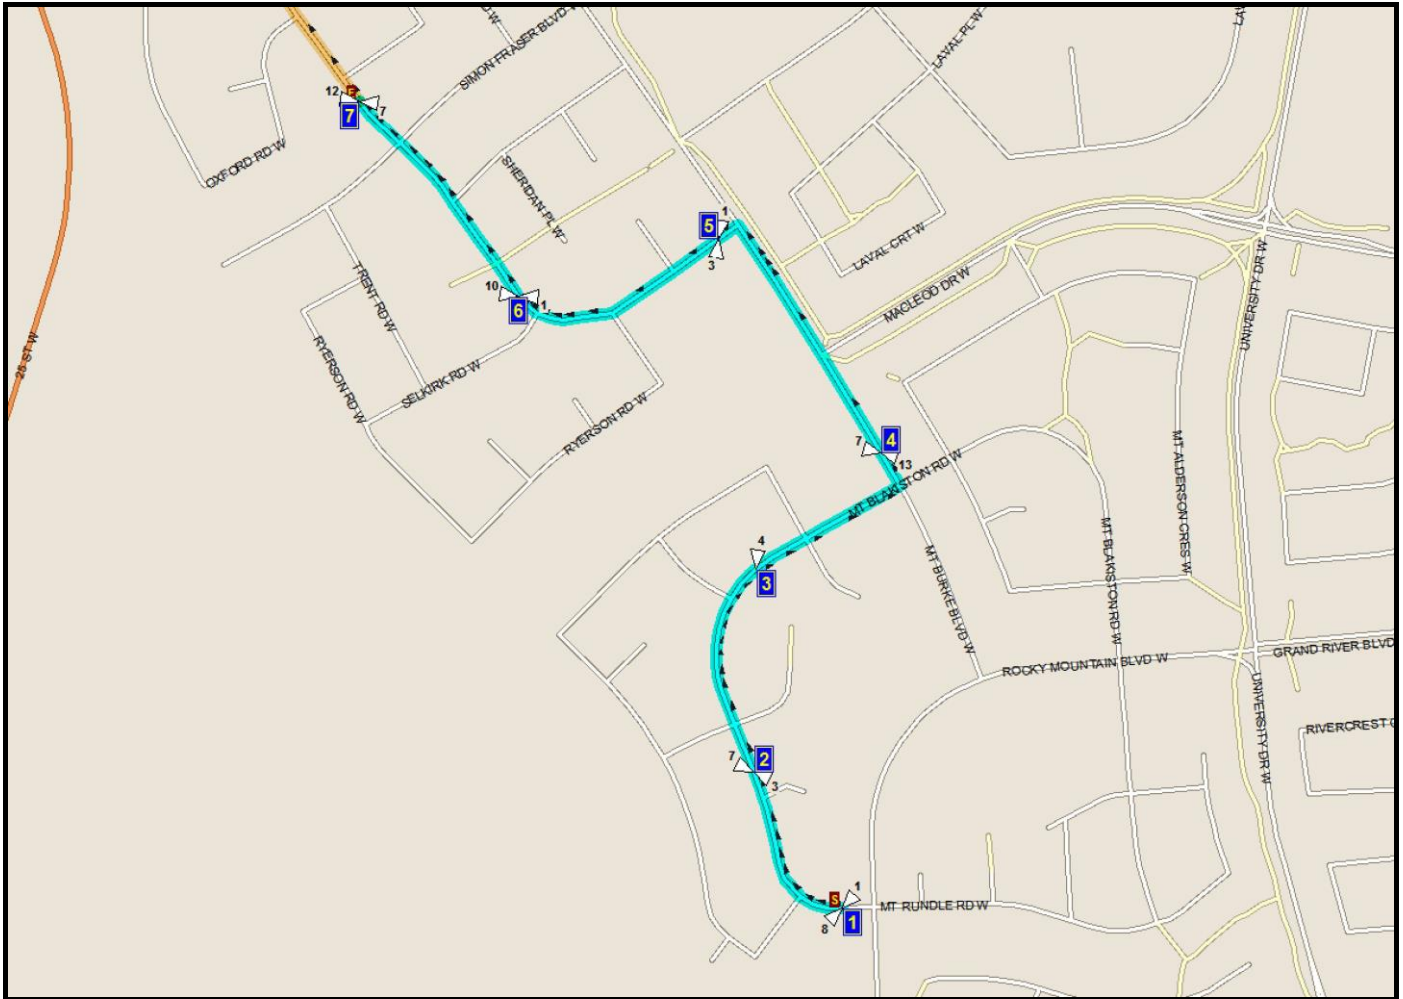 SIMON FRASER BLVD W
LAVAL PL W
12
7
7
OXFORD RD W
SHERIDAN PL W
5
1
3
LAVAL CRT W
TRENT RD W
10
6
1
MACLEOD DR W
UNIVERSITY DR W
25 ST W
RYERSON RD W
SELKIRK RD W
RYERSON RD W
7
4
13
MT BLAKISTON RD W
MT ALDERSON CRES W
4
3
MT BURKE BLVD W
MT BLAKISTON RD W
ROCKY MOUNTAIN BLVD W
GRAND RIVER BLVD
UNIVERSITY DR W
RIVERCREST
7
2
3
S
1
MT RUNDLE RD W
8
1